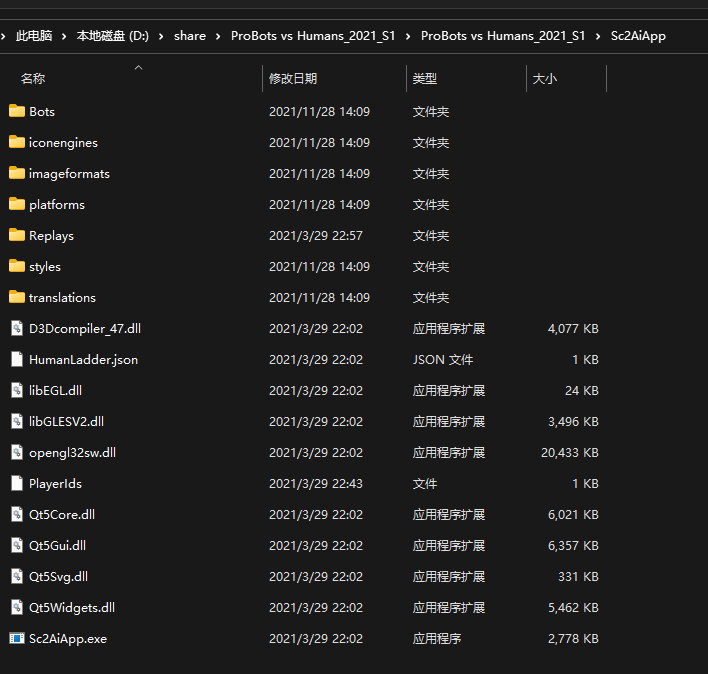 此电脑 › 本地磁盘 (D:) › share › ProBots vs Humans_2021_S1 › ProBots vs Humans_2021_S1 › Sc2AiApp
名称 修改日期 类型 大小
Bots 2021/11/28 14:09 文件夹
iconengines 2021/11/28 14:09 文件夹
imageformats 2021/11/28 14:09 文件夹
platforms 2021/11/28 14:09 文件夹
Replays 2021/3/29 22:57 文件夹
styles 2021/11/28 14:09 文件夹
translations 2021/11/28 14:09 文件夹
D3Dcompiler_47.dll 2021/3/29 22:02 应用程序扩展 4,077 KB
HumanLadder.json 2021/3/29 22:02 JSON 文件 1 KB
libEGL.dll 2021/3/29 22:02 应用程序扩展 24 KB
libGLESV2.dll 2021/3/29 22:02 应用程序扩展 3,496 KB
opengl32sw.dll 2021/3/29 22:02 应用程序扩展 20,433 KB
PlayerIds 2021/3/29 22:43 文件 1 KB
Qt5Core.dll 2021/3/29 22:02 应用程序扩展 6,021 KB
Qt5Gui.dll 2021/3/29 22:02 应用程序扩展 6,357 KB
Qt5Svg.dll 2021/3/29 22:02 应用程序扩展 331 KB
Qt5Widgets.dll 2021/3/29 22:02 应用程序扩展 5,462 KB
Sc2AiApp.exe 2021/3/29 22:02 应用程序 2,778 KB